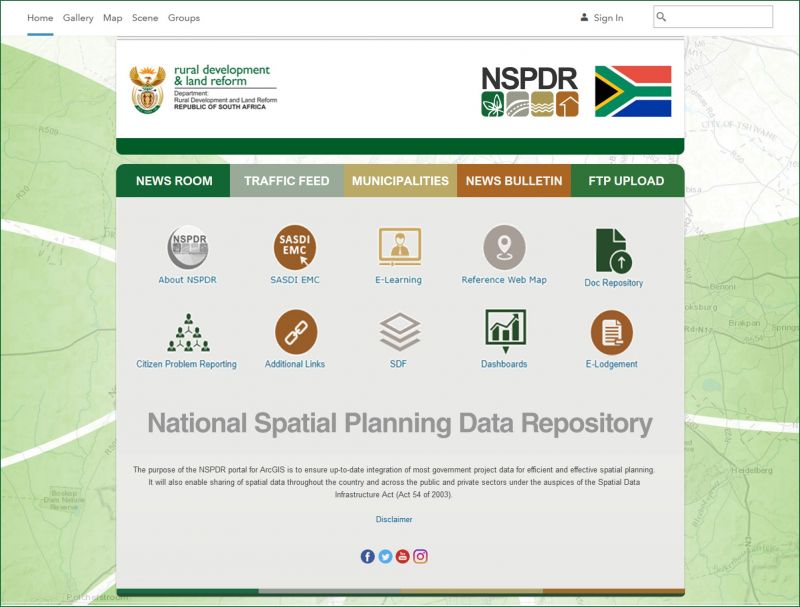 Home Gallery Map Scene Groups Sign In
rural development
& land reform
Department:
Rural Development and Land Reform
REPUBLIC OF SOUTH AFRICA
NSPDR
CITY OF TSHWANE
R509
R30
NEWS ROOM TRAFFIC FEED MUNICIPALITIES NEWS BULLETIN FTP UPLOAD
NSPDR
SASDI
EMC
About NSPDR SASDI EMC E-Learning Reference Web Map Doc Repository
Benoni
Brakpan
Springs
Citizen Problem Reporting Additional Links SDF Dashboards E-Lodgement
National Spatial Planning Data Repository
The purpose of the NSPDR portal for ArcGIS is to ensure up-to-date integration of most government project data for efficient and effective spatial planning.
It will also enable sharing of spatial data throughout the country and across the public and private sectors under the auspices of the Spatial Data
Infrastructure Act (Act 54 of 2003).
Heidelberg
Disclaimer
You
Tube
Potchefstroom